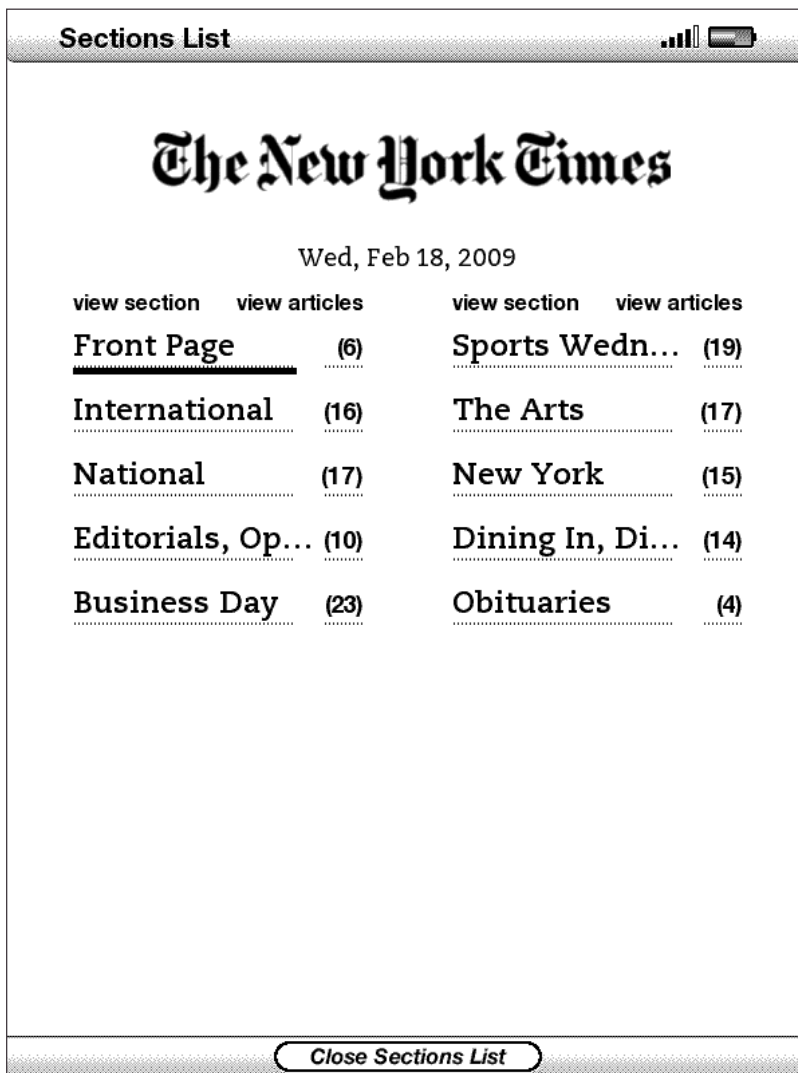 Sections List
The New York Times
Wed, Feb 18, 2009
view section view articles view section view articles
Front Page (6) Sports Wedn... (19)
International (16) The Arts (17)
National (17) New York (15)
Editorials, Op... (10) Dining In, Di... (14)
Business Day (23) Obituaries (4)
Close Sections List